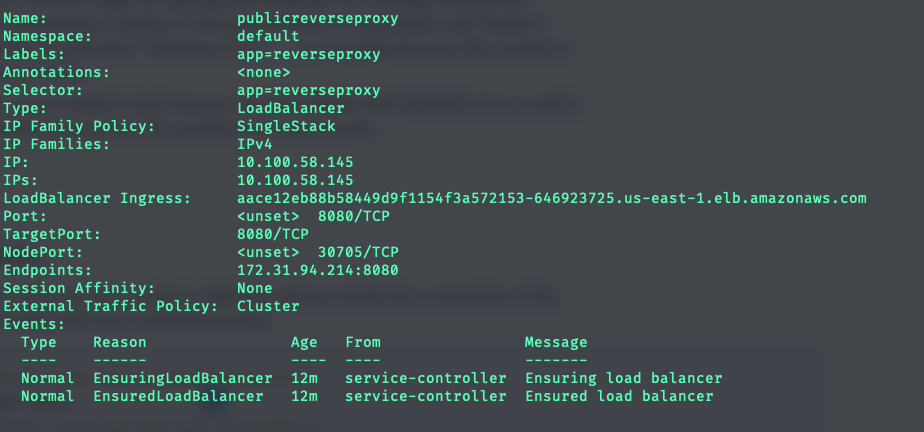 Name:                     publicreverseproxy
Namespace:                default
Labels:                   app=reverseproxy
Annotations:              <none>
Selector:                 app=reverseproxy
Type:                     LoadBalancer
IP Family Policy:         SingleStack
IP Families:              IPv4
IP:                       10.100.58.145
IPs:                      10.100.58.145
LoadBalancer Ingress:     aace12eb88b58449d9f1154f3a572153-646923725.us-east-1.elb.amazonaws.com
Port:                     <unset>  8080/TCP
TargetPort:               8080/TCP
NodePort:                 <unset>  30705/TCP
Endpoints:                172.31.94.214:8080
Session Affinity:         None
External Traffic Policy:  Cluster
Events:
  Type    Reason                Age   From                Message
  ----    ------                ----  ----                -------
  Normal  EnsuringLoadBalancer  12m   service-controller  Ensuring load balancer
  Normal  EnsuredLoadBalancer   12m   service-controller  Ensured load balancer